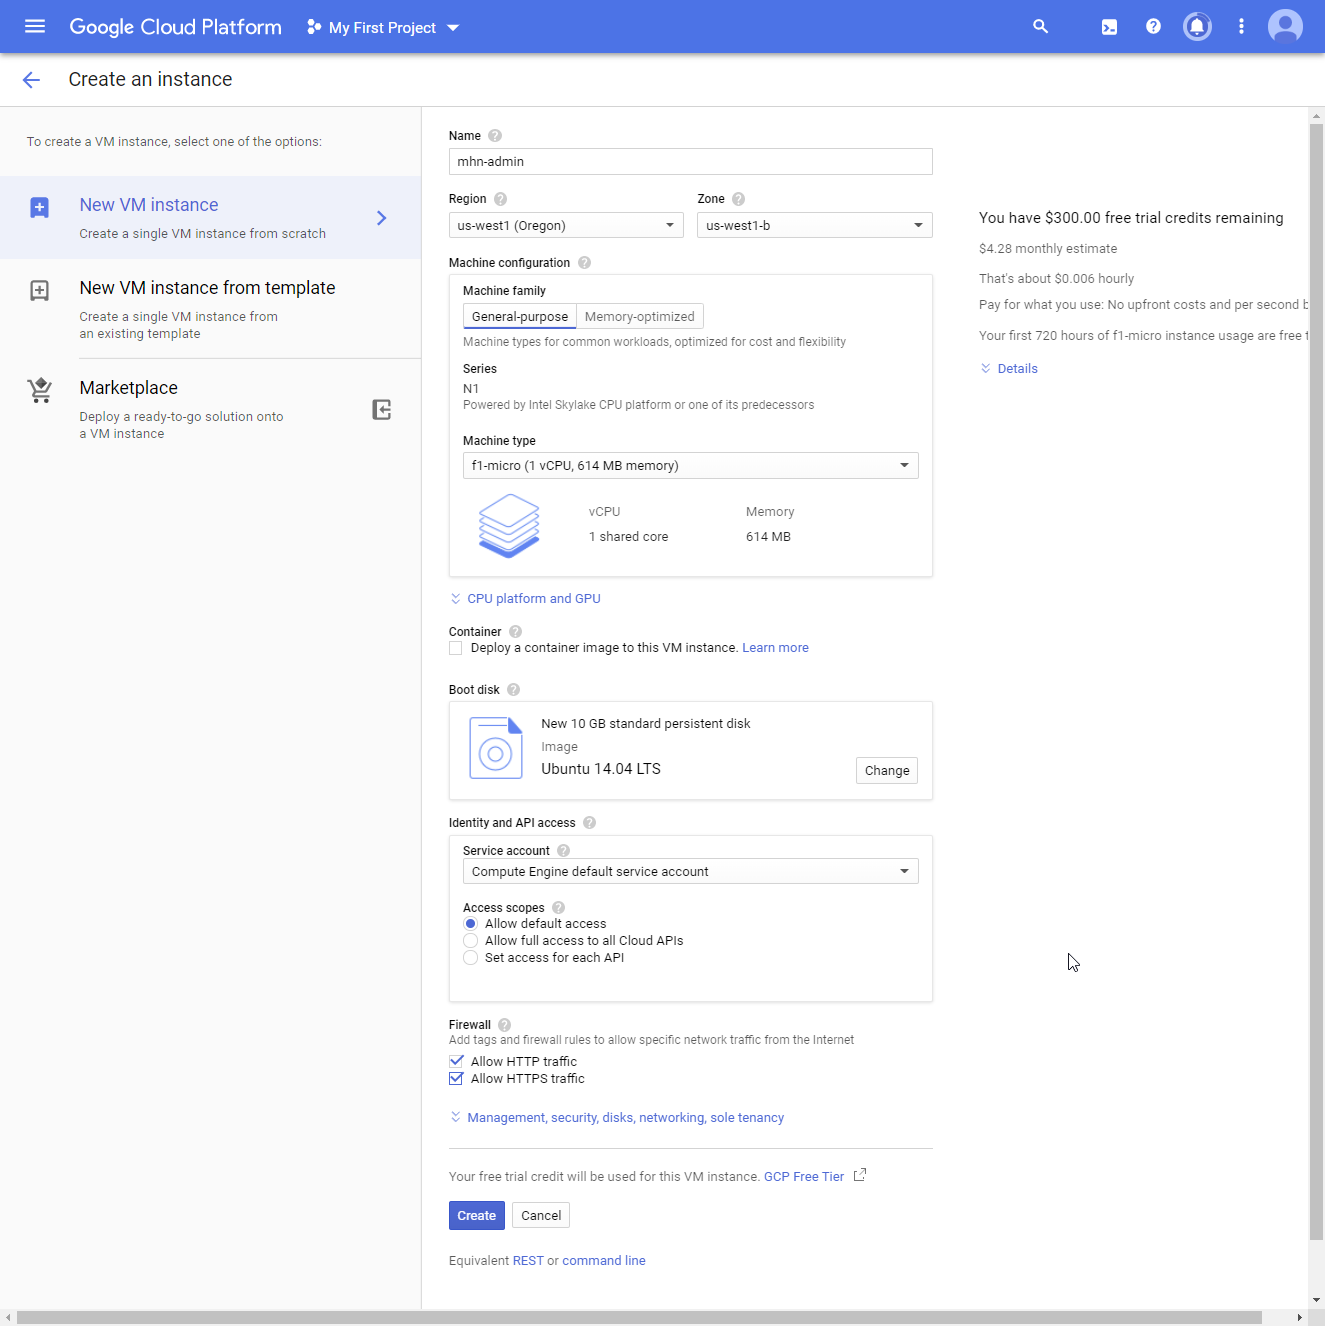 Google Cloud Platform
My First Project
Create an instance
To create a VM instance, select one of the options:
New VM instance
Create a single VM instance from scratch
New VM instance from template
Create a single VM instance from
an existing template
Marketplace
Deploy a ready-to-go solution onto
a VM instance
Name
mhn-admin
Region
Zone
us-west1 (Oregon)
us-west1-b
Machine configuration
Machine family
General-purpose
Memory-optimized
Machine types for common workloads, optimized for cost and flexibility
Series
N1
Powered by Intel Skylake CPU platform or one of its predecessors
Machine type
f1-micro (1 vCPU, 614 MB memory)
vCPU
Memory
1 shared core
614 MB
CPU platform and GPU
Container
Deploy a container image to this VM instance. Learn more
Boot disk
New 10 GB standard persistent disk
Image
Ubuntu 14.04 LTS
Change
Identity and API access
Service account
Compute Engine default service account
Access scopes
Allow default access
Allow full access to all Cloud APIs
Set access for each API
Firewall
Add tags and firewall rules to allow specific network traffic from the Internet
Allow HTTP traffic
Allow HTTPS traffic
Management, security, disks, networking, sole tenancy
Your free trial credit will be used for this VM instance. GCP Free Tier
Create
Cancel
Equivalent REST or command line
You have $300.00 free trial credits remaining
$4.28 monthly estimate
That's about $0.006 hourly
Pay for what you use: No upfront costs and per second
Your first 720 hours of f1-micro instance usage are free
Details